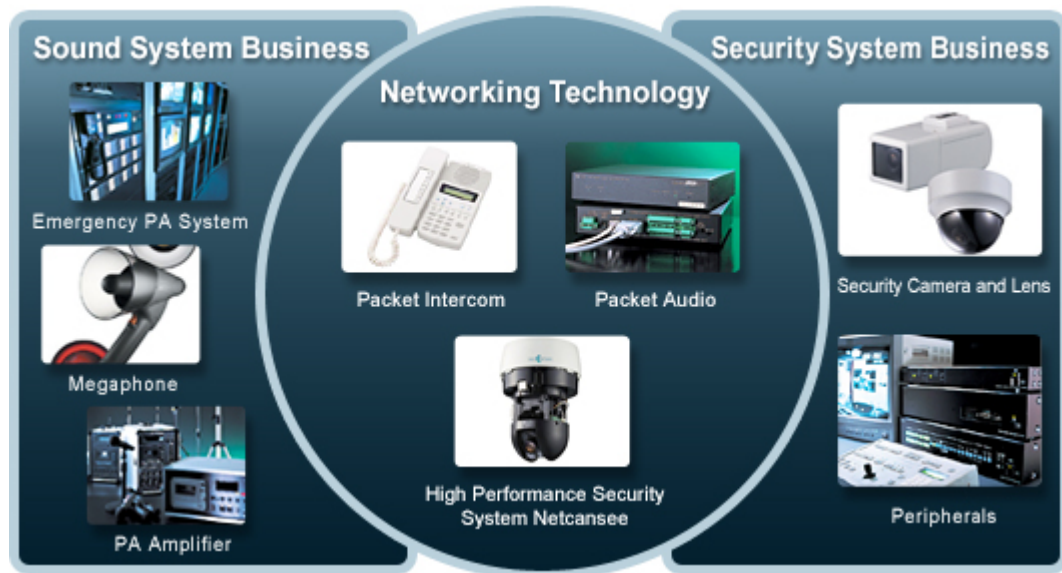 Sound System Business
Emergency PA System
Megaphone
PA Amplifier
Networking Technology
Packet Intercom
Packet Audio
High Performance Security
System Netcansee
Security System Business
Security Camera and Lens
Peripherals